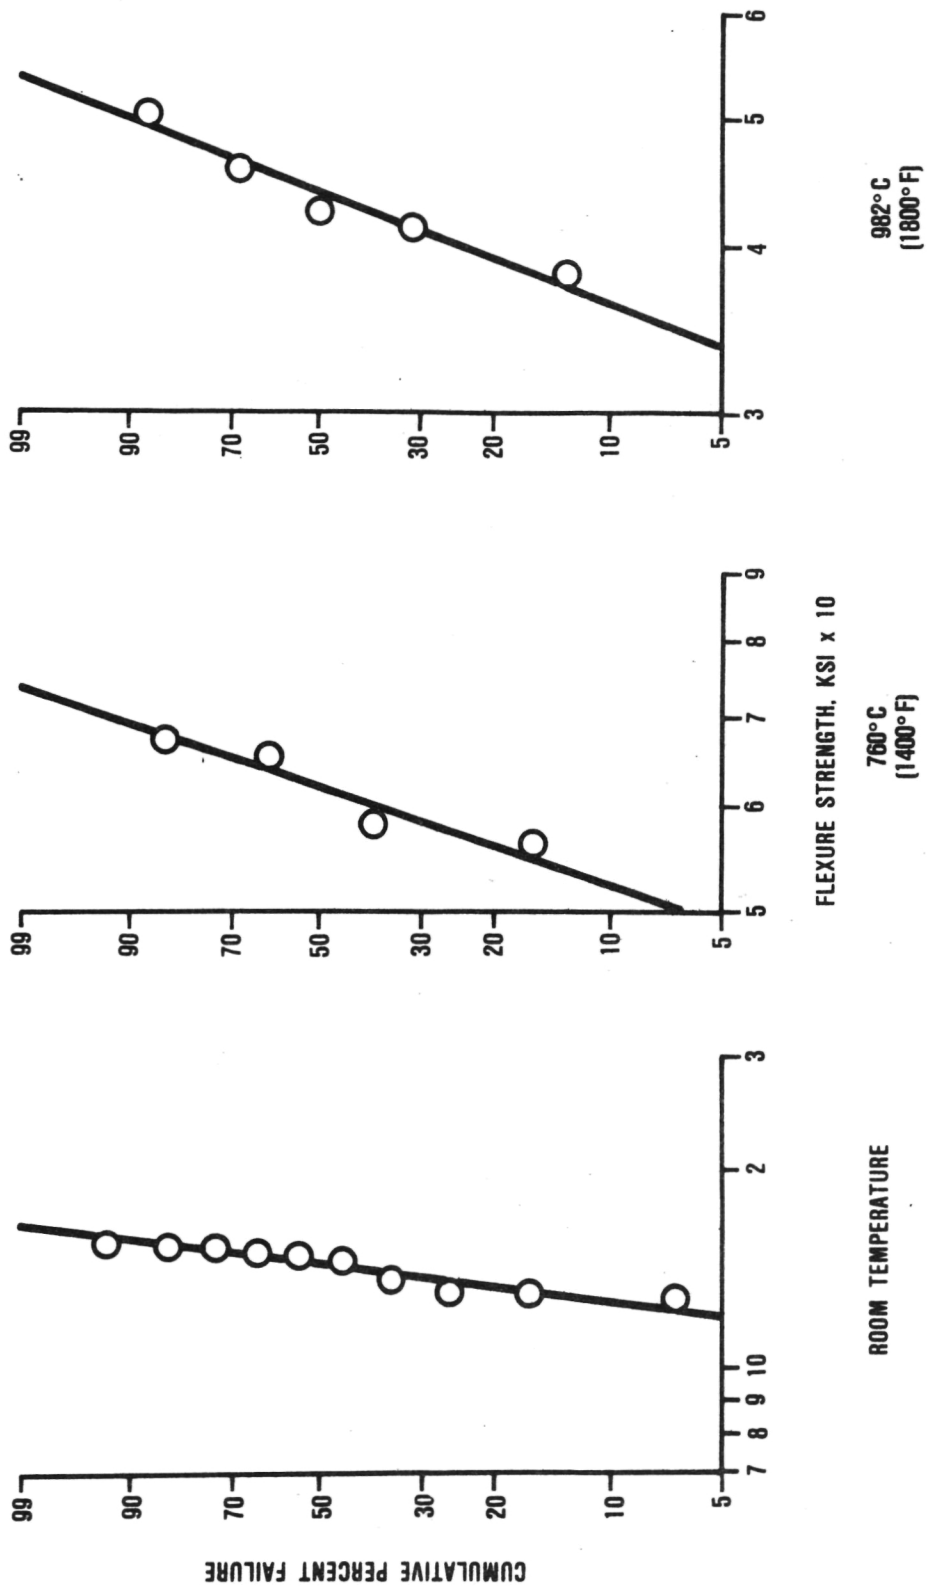 CUMULATIVE PERCENT FAILURE
99
90
70
50
30
20
10
5
7 8 9 10 2 3
ROOM TEMPERATURE
99
90
70
50
30
20
10
5
5 6 7 8 9
FLEXURE STRENGTH, KSI x 10
760°C
(1400°F)
99
90
70
50
30
20
10
5
3 4 5 6
982°C
(1800°F)